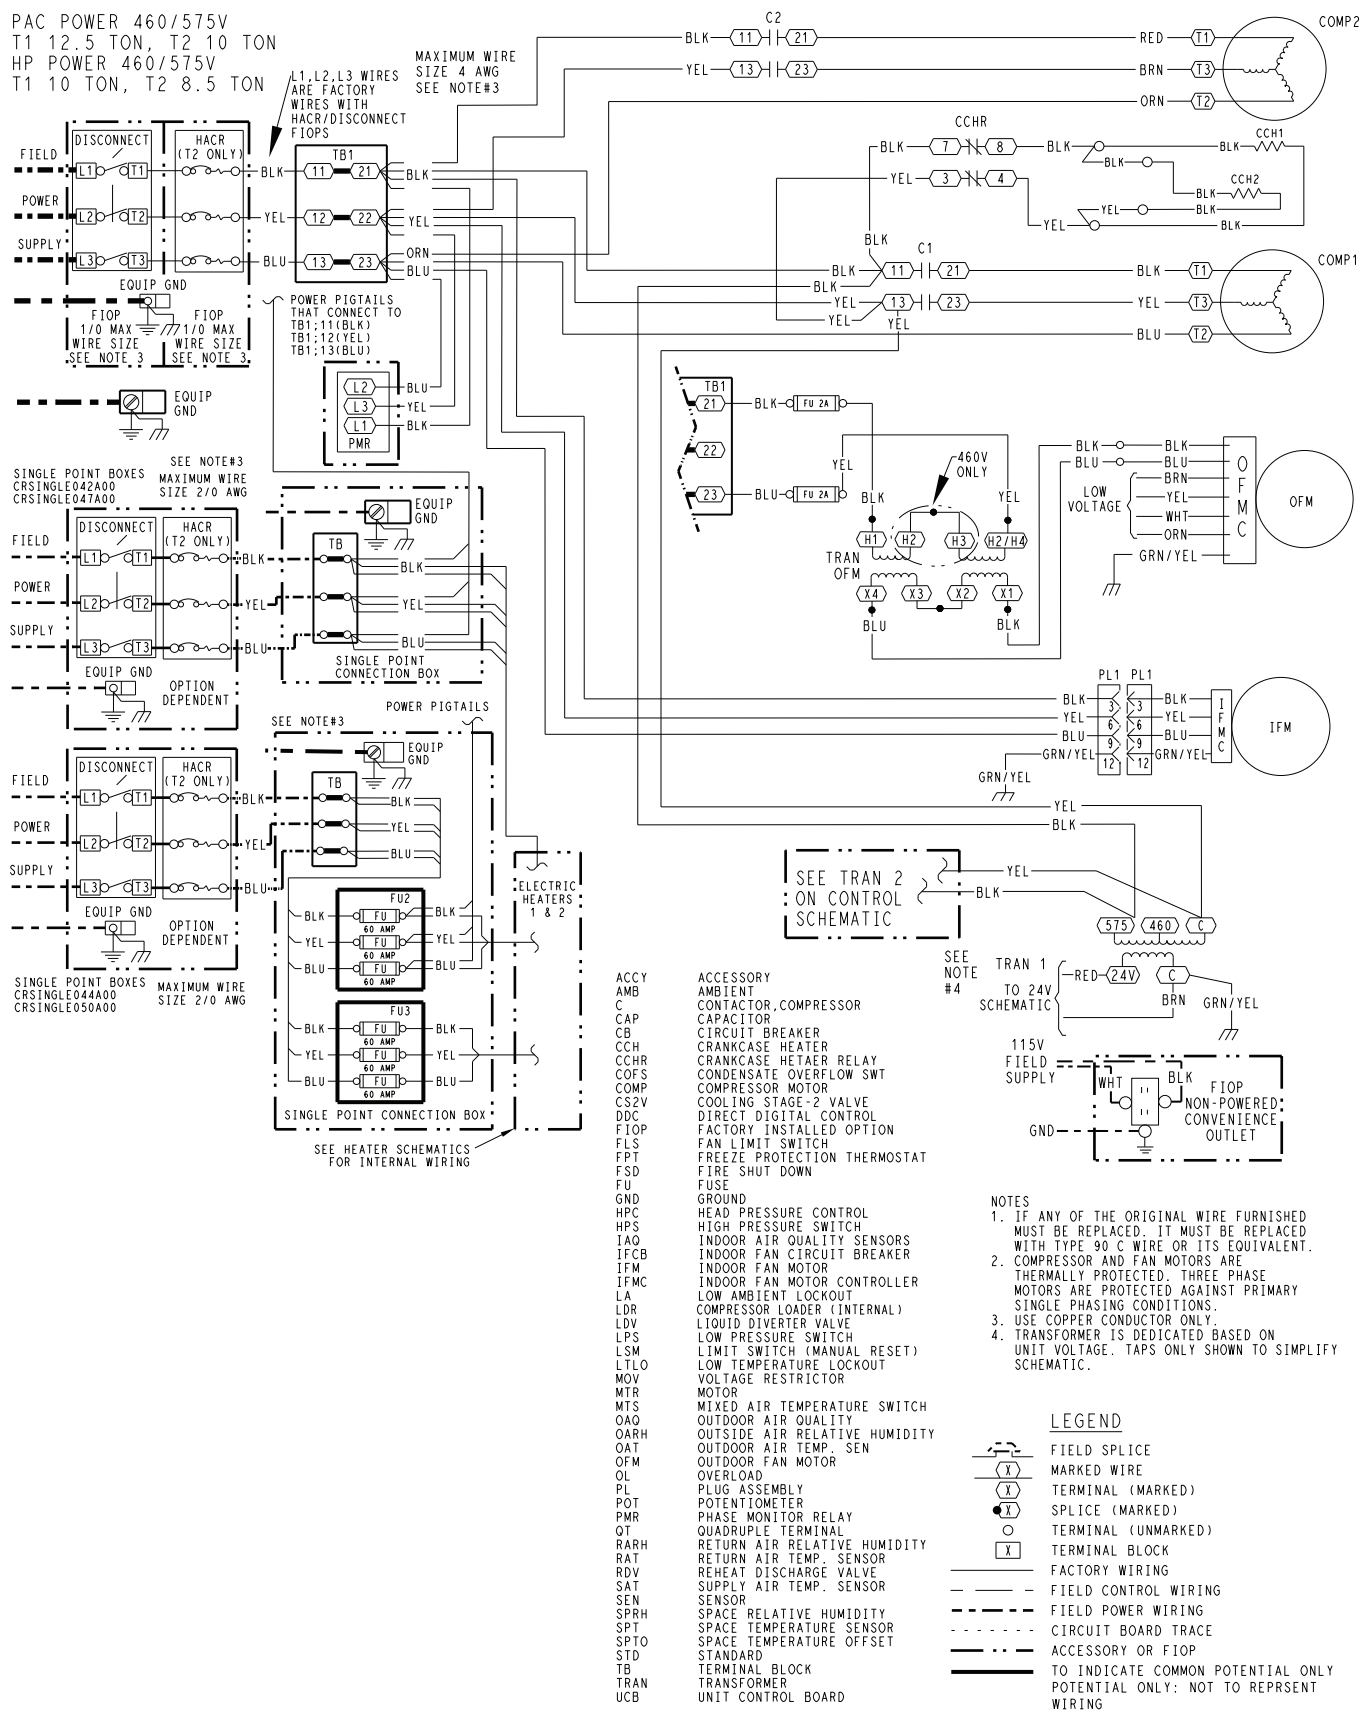 PAC POWER 460/575V
T1 12.5 TON, T2 10 TON
HP POWER 460/575V
T1 10 TON, T2 8.5 TON
L1,L2,L3 WIRES
ARE FACTORY
WIRES WITH
HACR/DISCONNECT
FIOPS
MAXIMUM WIRE
SIZE 4 AWG
SEE NOTE#3
C2
BLK 11 21 RED T1
YEL 13 23 BRN T3
ORN T2
COMP2
DISCONNECT
HACR
(T2 ONLY)
TB1
FIELD
L1 T1 BLK 11 21 BLK
POWER
L2 T2 YEL 12 22 YEL
SUPPLY
L3 T3 BLU 13 23 ORN
BLU
EQUIP GND
FIOP
1/0 MAX
WIRE SIZE
SEE NOTE 3
FIOP
1/0 MAX
WIRE SIZE
SEE NOTE 3
POWER PIGTAILS
THAT CONNECT TO
TB1;11(BLK)
TB1;12(YEL)
TB1;13(BLU)
CCHR
BLK 7 8 BLK BLK CCH1
BLK
YEL 3 4 CCH2
BLK
YEL BLK
YEL BLK
BLK
C1
BLK 11 21 BLK T1
BLK
YEL 13 23 YEL T3
YEL YEL
BLU T2
COMP1
L2 BLU
L3 YEL
L1 BLK
PMR
EQUIP
GND
TB1
21 BLK FU 2A
22
23 BLU FU 2A
YEL
BLK
460V
ONLY
YEL
H1 H2 H3 H2/H4
TRAN
OFM
X4 X3 X2 X1
BLU
BLK
BLK BLK
BLU BLU
LOW
VOLTAGE
BRN
YEL
WHT
ORN
GRN/YEL
O
F
M
C
OFM
SINGLE POINT BOXES
CRSINGLE042A00
CRSINGLE047A00
SEE NOTE#3
MAXIMUM WIRE
SIZE 2/0 AWG
DISCONNECT
HACR
(T2 ONLY)
FIELD
L1 T1 BLK
POWER
L2 T2 YEL
SUPPLY
L3 T3 BLU
EQUIP GND
OPTION
DEPENDENT
EQUIP
GND
TB
BLK
YEL
BLU
SINGLE POINT
CONNECTION BOX
POWER PIGTAILS
SEE NOTE#3
PL1 PL1
BLK 3 3 BLK
YEL 6 6 YEL
BLU 9 9 BLU
GRN/YEL 12 12 GRN/YEL
GRN/YEL
I
F
M
C
IFM
DISCONNECT
HACR
(T2 ONLY)
FIELD
L1 T1 BLK
POWER
L2 T2 YEL
SUPPLY
L3 T3 BLU
EQUIP GND
OPTION
DEPENDENT
SINGLE POINT BOXES
CRSINGLE044A00
CRSINGLE050A00
MAXIMUM WIRE
SIZE 2/0 AWG
EQUIP
GND
TB
BLK
YEL
BLU
FU2
BLK FU BLK
60 AMP
YEL FU YEL
60 AMP
BLU FU BLU
60 AMP
FU3
BLK FU BLK
60 AMP
YEL FU YEL
60 AMP
BLU FU BLU
60 AMP
SINGLE POINT CONNECTION BOX
ELECTRIC
HEATERS
1 & 2
SEE HEATER SCHEMATICS
FOR INTERNAL WIRING
YEL
BLK
SEE TRAN 2
ON CONTROL
SCHEMATIC
YEL
BLK
575 460 C
SEE
NOTE
#4
TRAN 1
RED 24V C
TO 24V
SCHEMATIC
BRN
GRN/YEL
115V
FIELD
SUPPLY
WHT
BLK
GND
FIOP
NON-POWERED
CONVENIENCE
OUTLET
ACCY ACCESSORY
AMB AMBIENT
C CONTACTOR,COMPRESSOR
CAP CAPACITOR
CB CIRCUIT BREAKER
CCH CRANKCASE HEATER
CCHR CRANKCASE HETAER RELAY
COFS CONDENSATE OVERFLOW SWT
COMP COMPRESSOR MOTOR
CS2V COOLING STAGE-2 VALVE
DDC DIRECT DIGITAL CONTROL
FIOP FACTORY INSTALLED OPTION
FLS FAN LIMIT SWITCH
FPT FREEZE PROTECTION THERMOSTAT
FSD FIRE SHUT DOWN
FU FUSE
GND GROUND
HPC HEAD PRESSURE CONTROL
HPS HIGH PRESSURE SWITCH
IAQ INDOOR AIR QUALITY SENSORS
IFCB INDOOR FAN CIRCUIT BREAKER
IFM INDOOR FAN MOTOR
IFMC INDOOR FAN MOTOR CONTROLLER
LA LOW AMBIENT LOCKOUT
LDR COMPRESSOR LOADER (INTERNAL)
LDV LIQUID DIVERTER VALVE
LPS LOW PRESSURE SWITCH
LSM LIMIT SWITCH (MANUAL RESET)
LTLO LOW TEMPERATURE LOCKOUT
MOV VOLTAGE RESTRICTOR
MTR MOTOR
MTS MIXED AIR TEMPERATURE SWITCH
OAQ OUTDOOR AIR QUALITY
OARH OUTSIDE AIR RELATIVE HUMIDITY
OAT OUTDOOR AIR TEMP. SEN
OFM OUTDOOR FAN MOTOR
OL OVERLOAD
PL PLUG ASSEMBLY
POT POTENTIOMETER
PMR PHASE MONITOR RELAY
QT QUADRUPLE TERMINAL
RARH RETURN AIR RELATIVE HUMIDITY
RAT RETURN AIR TEMP. SENSOR
RDV REHEAT DISCHARGE VALVE
SAT SUPPLY AIR TEMP. SENSOR
SEN SENSOR
SPRH SPACE RELATIVE HUMIDITY
SPT SPACE TEMPERATURE SENSOR
SPTO SPACE TEMPERATURE OFFSET
STD STANDARD
TB TERMINAL BLOCK
TRAN TRANSFORMER
UCB UNIT CONTROL BOARD
NOTES
1. IF ANY OF THE ORIGINAL WIRE FURNISHED
MUST BE REPLACED. IT MUST BE REPLACED
WITH TYPE 90 C WIRE OR ITS EQUIVALENT.
2. COMPRESSOR AND FAN MOTORS ARE
THERMALLY PROTECTED. THREE PHASE
MOTORS ARE PROTECTED AGAINST PRIMARY
SINGLE PHASING CONDITIONS.
3. USE COPPER CONDUCTOR ONLY.
4. TRANSFORMER IS DEDICATED BASED ON
UNIT VOLTAGE. TAPS ONLY SHOWN TO SIMPLIFY
SCHEMATIC.
LEGEND
FIELD SPLICE
X MARKED WIRE
X TERMINAL (MARKED)
X SPLICE (MARKED)
TERMINAL (UNMARKED)
X TERMINAL BLOCK
FACTORY WIRING
FIELD CONTROL WIRING
FIELD POWER WIRING
CIRCUIT BOARD TRACE
ACCESSORY OR FIOP
TO INDICATE COMMON POTENTIAL ONLY
POTENTIAL ONLY: NOT TO REPRSENT
WIRING